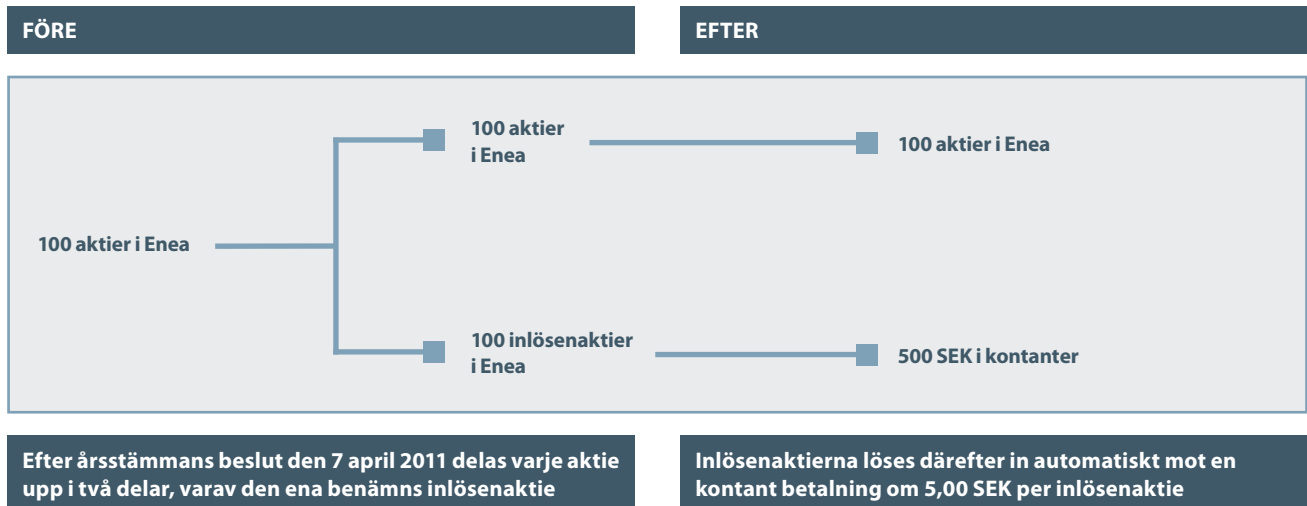 FÖRE
EFTER
100 aktier i Enea
100 aktier
i Enea
100 aktier i Enea
100 inlösenaktier
i Enea
500 SEK i kontanter
Efter årsstämmans beslut den 7 april 2011 delas varje aktie
upp i två delar, varav den ena benämns inlösenaktie
Inlösenaktierna löses därefter in automatiskt mot en
kontant betalning om 5,00 SEK per inlösenaktie